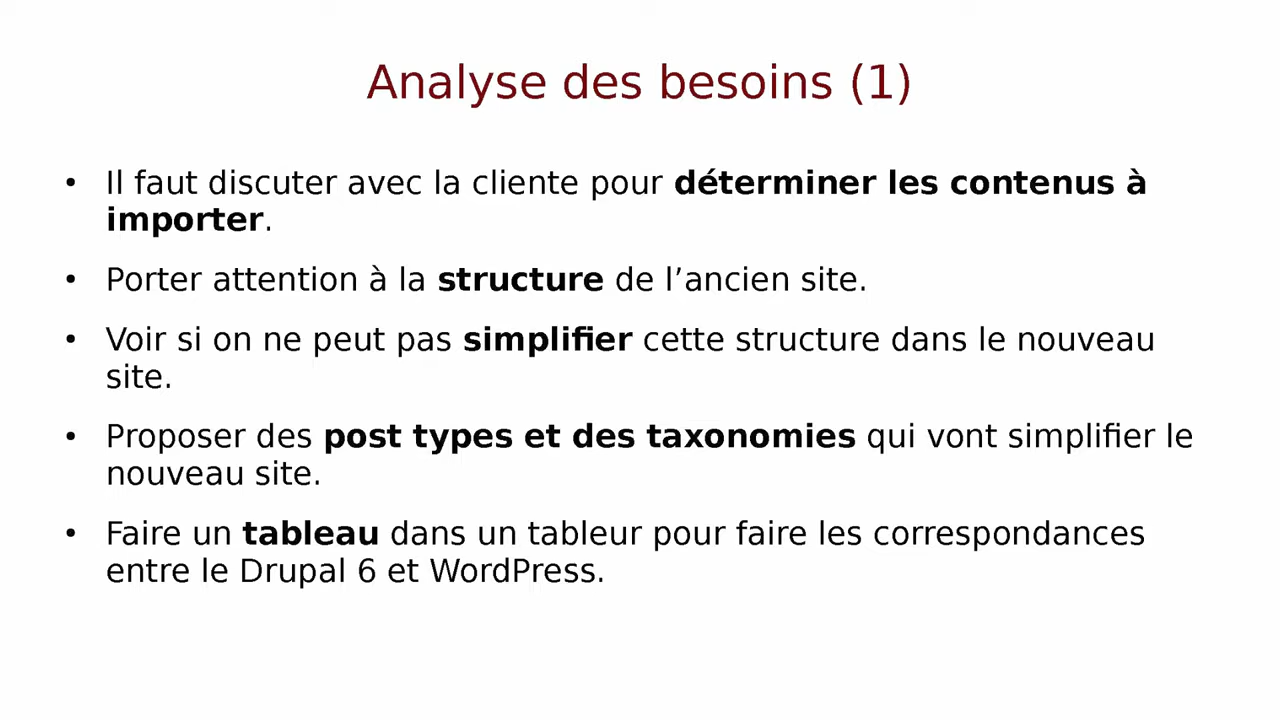 Analyse des besoins (1)
• Il faut discuter avec la cliente pour déterminer les contenus à
importer.
• Porter attention à la structure de l’ancien site.
• Voir si on ne peut pas simplifier cette structure dans le nouveau
site.
• Proposer des post types et des taxonomies qui vont simplifier le
nouveau site.
• Faire un tableau dans un tableur pour faire les correspondances
entre le Drupal 6 et WordPress.